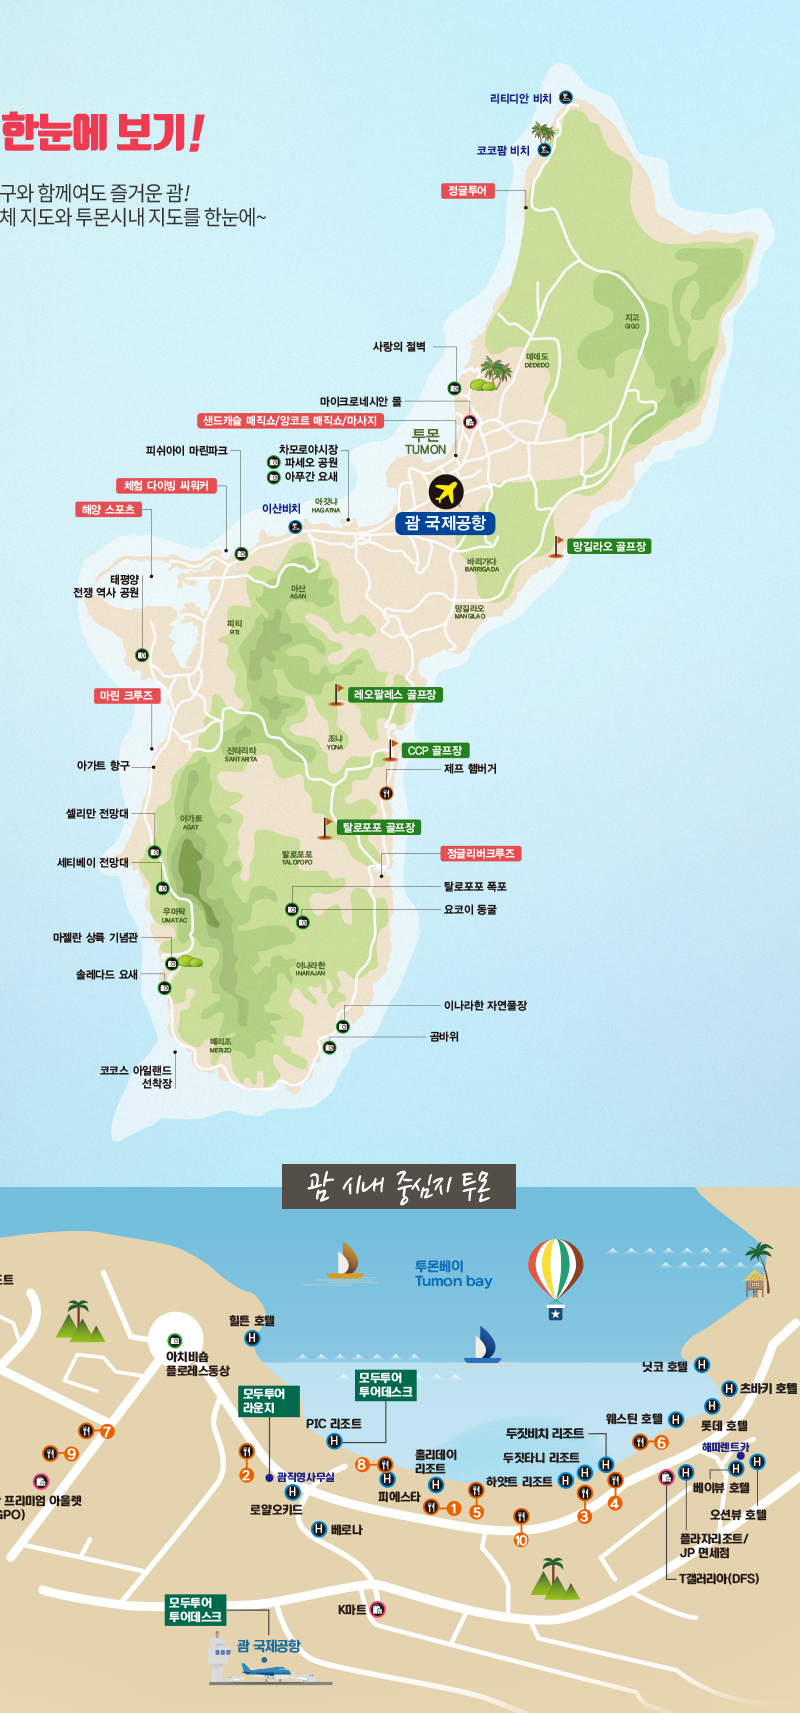 한눈에 보기!
구와 함께여도 즐거운 괌!
체 지도와 투몬시내 지도를 한눈에~
리티디안 비치
코코팜 비치
정글투어
지고
GIGO
데데도
DEDEDO
사랑의 절벽
마이크로네시안 몰
샌드캐슬 매직쇼/앙코르 매직쇼/마사지
투몬
TUMON
피쉬아이 마린파크
차모로야시장
파세오 공원
아푸간 요새
체험 다이빙 씨워커
해양 스포츠
이산비치
아갓냐
HAGATNA
괌 국제공항
망길라오 골프장
바리가다
BARRIGADA
태평양
전쟁 역사 공원
아산
ASAN
망길라오
MANGILAO
피티
PITI
마린 크루즈
레오팔레스 골프장
조냐
YONA
산타리타
SANTARITA
CCP 골프장
아가트 항구
제프 햄버거
셀리만 전망대
아가트
AGAT
탈로포포 골프장
세티베이 전망대
탈로포포
TALOFOFO
정글리버크루즈
탈로포포 폭포
우마탁
UMATAC
요코이 동굴
마젤란 상륙 기념관
솔레다드 요새
이나라한
INARAJAN
이나라한 자연풀장
곰바위
메리조
MERIZO
코코스 아일랜드
선착장
괌 시내 중심지 투몬
투몬베이
Tumon bay
트
힐튼 호텔
아치비숍
플로레스동상
닛코 호텔
모두투어
투어데스크
모두투어
라운지
츠바키 호텔
PIC 리조트
웨스틴 호텔
롯데 호텔
두짓비치 리조트
7
6
해피렌트카
9
홀리데이
리조트
두짓타니 리조트
8
2
괌직영사무실
하얏트 리조트
베이뷰 호텔
프리미엄 아울렛
GPO)
피에스타
로얄오키드
1
5
3
4
오션뷰 호텔
베로나
10
플라자리조트/
JP 면세점
T갤러리아(DFS)
모두투어
투어데스크
K마트
괌 국제공항